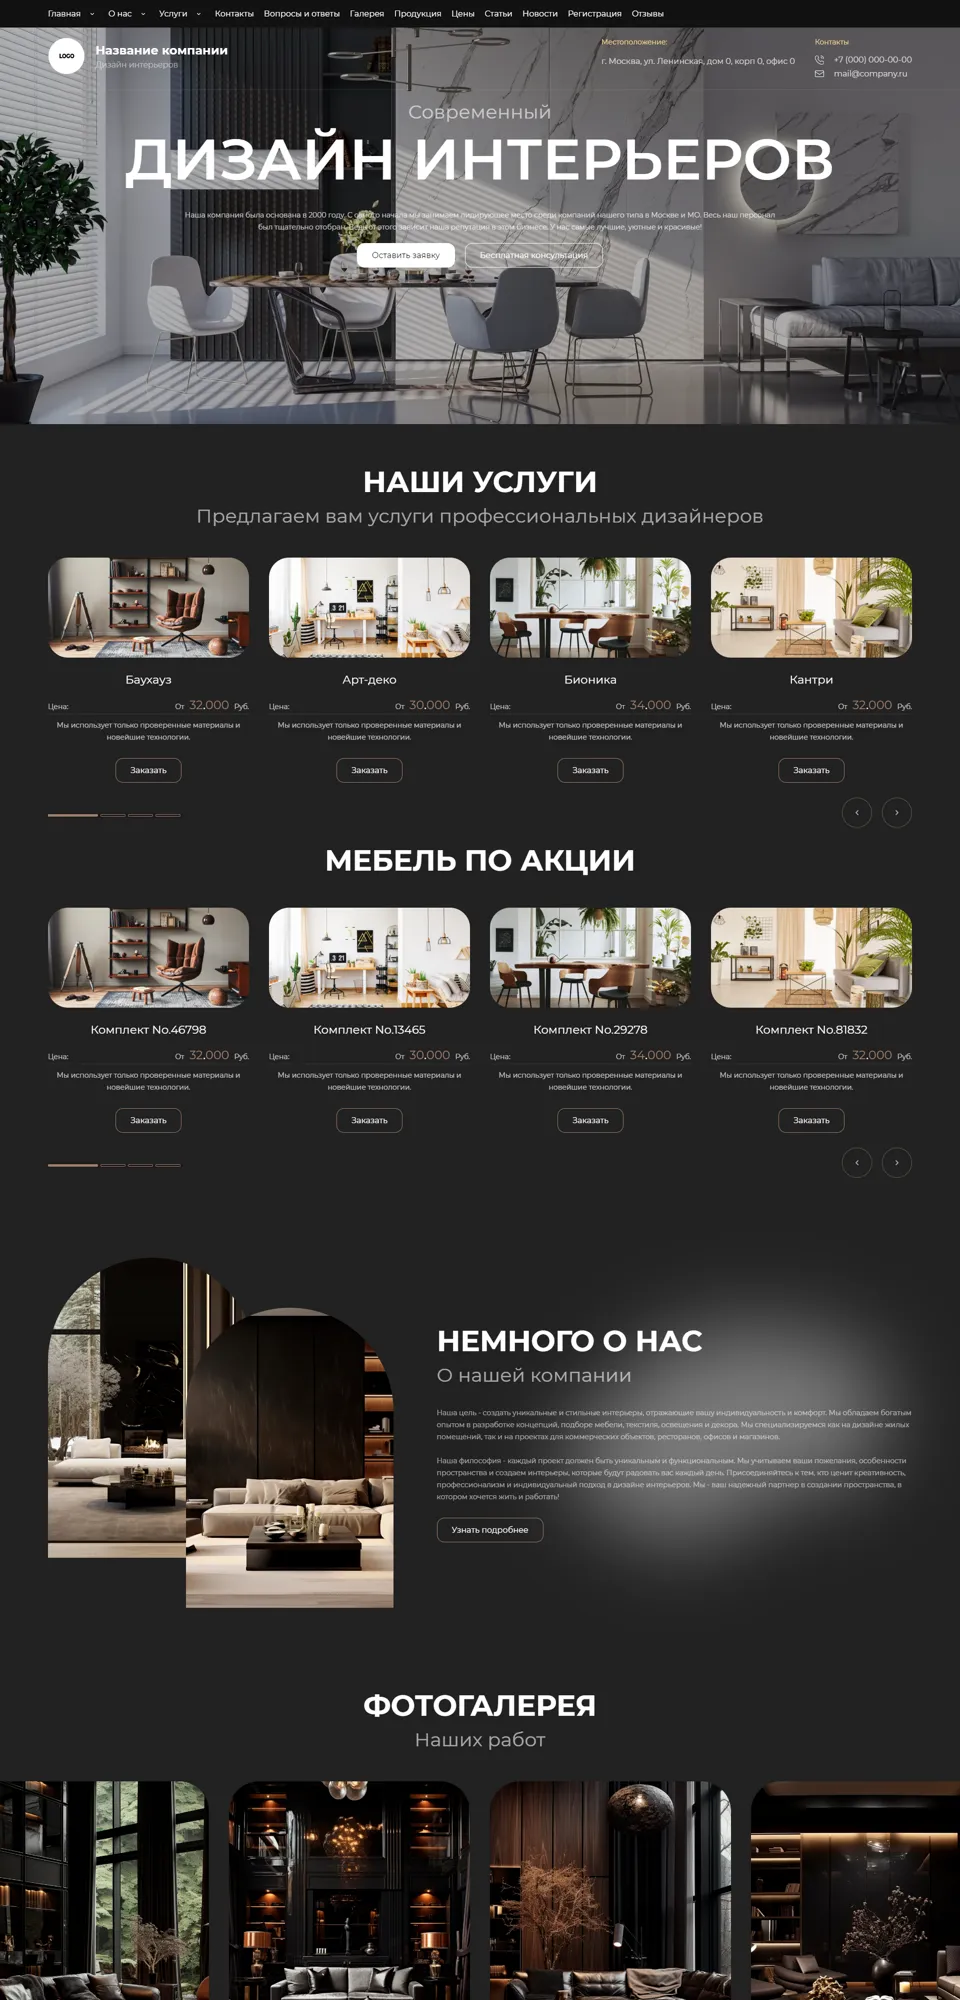 Главная О нас Услуги Контакты Вопросы и ответы Галерея Продукция Цены Статьи Новости Регистрация Отзывы
LOGO
Название компании
Дизайн интерьеров
Местоположение:
г. Москва, ул. Ленинская, дом 0, корп 0, офис 0
Контакты
+7 (000) 000-00-00
mail@company.ru
Современный
ДИЗАЙН ИНТЕРЬЕРОВ
Наша компания была основана в 2000 году. С самого начала мы занимаем лидирующее место среди компаний нашего типа в Москве и МО. Весь наш персонал
был тщательно отобран. Ведь от этого зависит наша репутация в этом бизнесе. У нас самые лучшие, уютные и красивые!
Оставить заявку Бесплатная консультация
НАШИ УСЛУГИ
Предлагаем вам услуги профессиональных дизайнеров
3 21
Баухауз Арт-деко Бионика Кантри
Цена: От 32.000 Руб. Цена: От 30.000 Руб. Цена: От 34.000 Руб. Цена: От 32.000 Руб.
Мы использует только проверенные материалы и Мы использует только проверенные материалы и Мы использует только проверенные материалы и Мы использует только проверенные материалы и
новейшие технологии. новейшие технологии. новейшие технологии. новейшие технологии.
Заказать Заказать Заказать Заказать
МЕБЕЛЬ ПО АКЦИИ
3 21
Комплект No.46798 Комплект No.13465 Комплект No.29278 Комплект No.81832
Цена: От 32.000 Руб. Цена: От 30.000 Руб. Цена: От 34.000 Руб. Цена: От 32.000 Руб.
Мы использует только проверенные материалы и Мы использует только проверенные материалы и Мы использует только проверенные материалы и Мы использует только проверенные материалы и
новейшие технологии. новейшие технологии. новейшие технологии. новейшие технологии.
Заказать Заказать Заказать Заказать
НЕМНОГО О НАС
О нашей компании
Наша цель - создать уникальные и стильные интерьеры, отражающие вашу индивидуальность и комфорт. Мы обладаем богатым
опытом в разработке концепций, подборе мебели, текстиля, освещения и декора. Мы специализируемся как на дизайне жилых
помещений, так и на проектах для коммерческих объектов, ресторанов, офисов и магазинов.
Наша философия - каждый проект должен быть уникальным и функциональным. Мы учитываем ваши пожелания, особенности
пространства и создаем интерьеры, которые будут радовать вас каждый день. Присоединяйтесь к тем, кто ценит креативность,
профессионализм и индивидуальный подход в дизайне интерьеров. Мы - ваш надежный партнер в создании пространства, в
котором хочется жить и работать!
Узнать подробнее
ФОТОГАЛЕРЕЯ
Наших работ